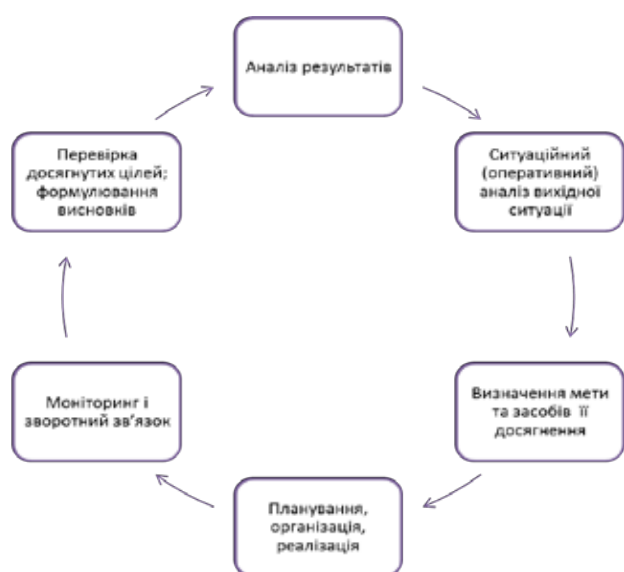 Аналіз результатів
Ситуаційний
(оперативний)
аналіз вихідної
ситуації
Визначення мети
та засобів її
досягнення
Планування,
організація,
реалізація
Моніторинг і
зворотний зв’язок
Перевірка
досягнутих цілей;
формулювання
висновків